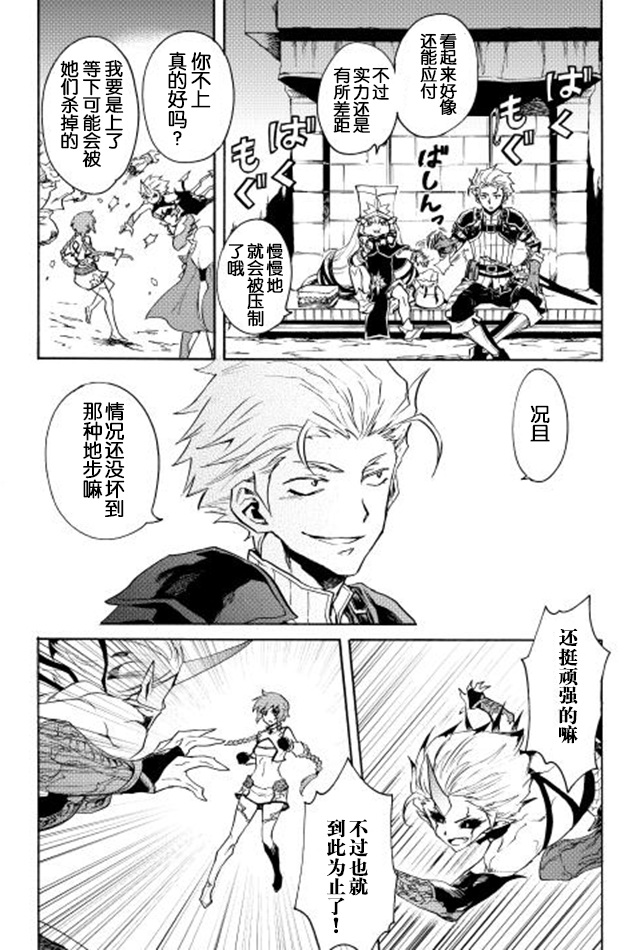 看起来好像
还能应付
不过
实力还是
有所差距
ばく
もぐ
ばく
もぐ
ばしんっ
慢慢地
就会被压制
了哦
你不上
真的好吗？
我要是上了
等下可能会被
她们杀掉的
况且
情况还没坏到
那种地步嘛
还挺顽强的嘛
不过也就
到此为止了！